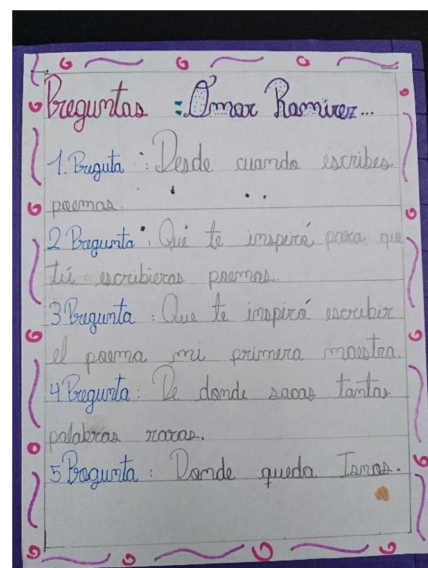 Preguntas : Omar Ramirez...
1. Preguta : Desde cuando escribes
poemas.
2 Pregunta : Qué te inspiró para que
tú escribieras poemas.
3 Pregunta : Que te inspiró escribir
el poema mi primera maestra.
4 Pregunta : De donde sacas tantas
palabras raras.
5 Pregunta : Donde queda Isnos.